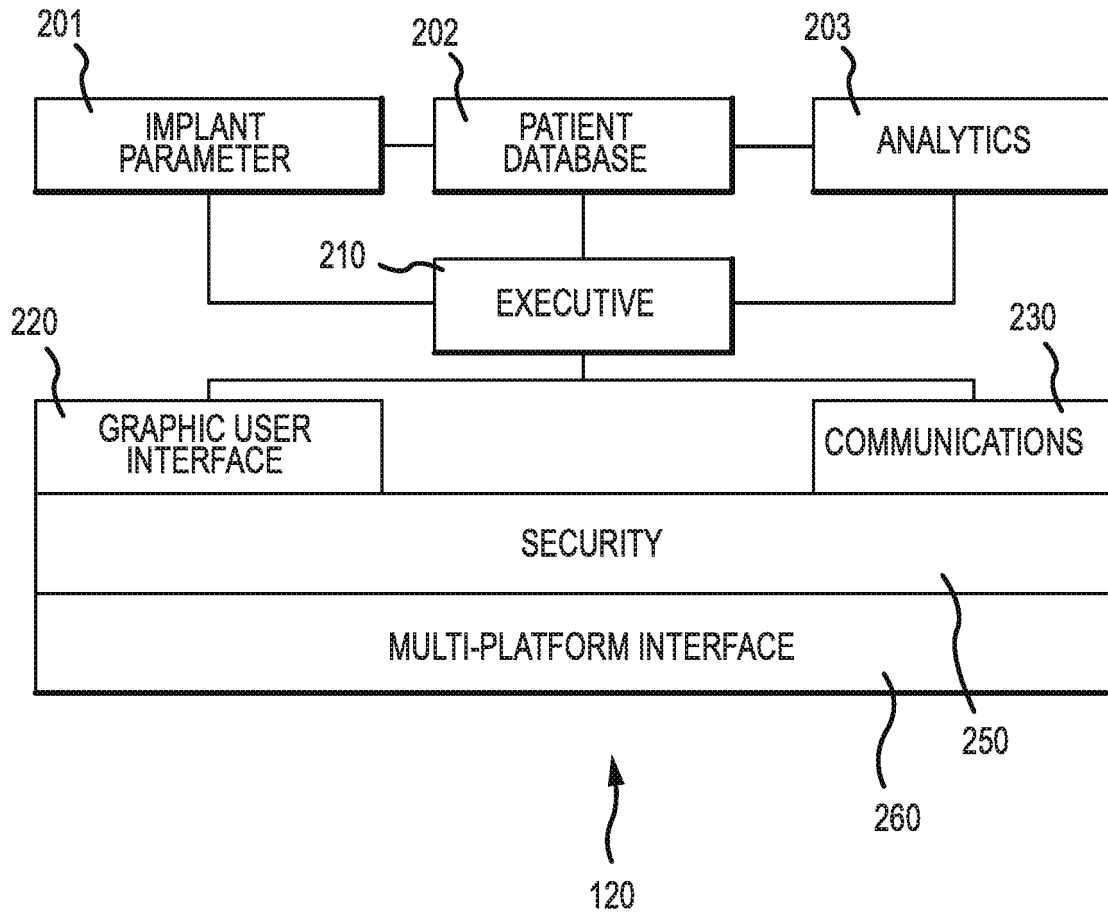 201
202
203
IMPLANT
PARAMETER
PATIENT
DATABASE
ANALYTICS
210
EXECUTIVE
220
230
GRAPHIC USER
INTERFACE
COMMUNICATIONS
SECURITY
MULTI-PLATFORM INTERFACE
250
260
120